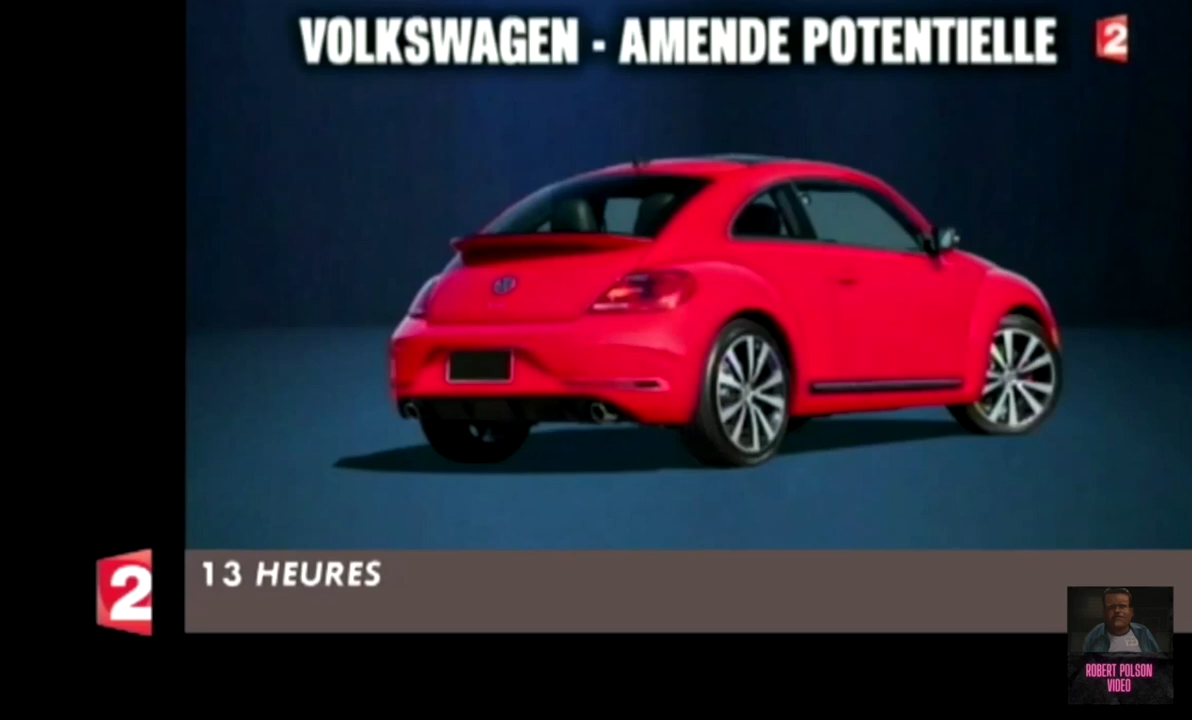 VOLKSWAGEN - AMENDE POTENTIELLE
2
13 HEURES
2
ROBERT POLSON
VIDEO